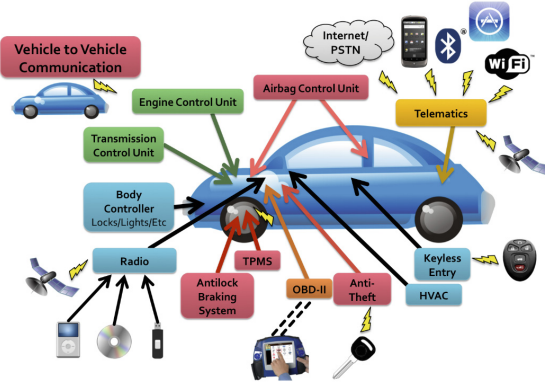 Internet/
PSTN
Vehicle to Vehicle
Communication
WiFi
Airbag Control Unit
Engine Control Unit
Telematics
Transmission
Control Unit
Body
Controller
Locks/Lights/Etc
Radio
TPMS
Keyless
Entry
Antilock
Braking
System
OBD-II
Anti-
Theft
HVAC